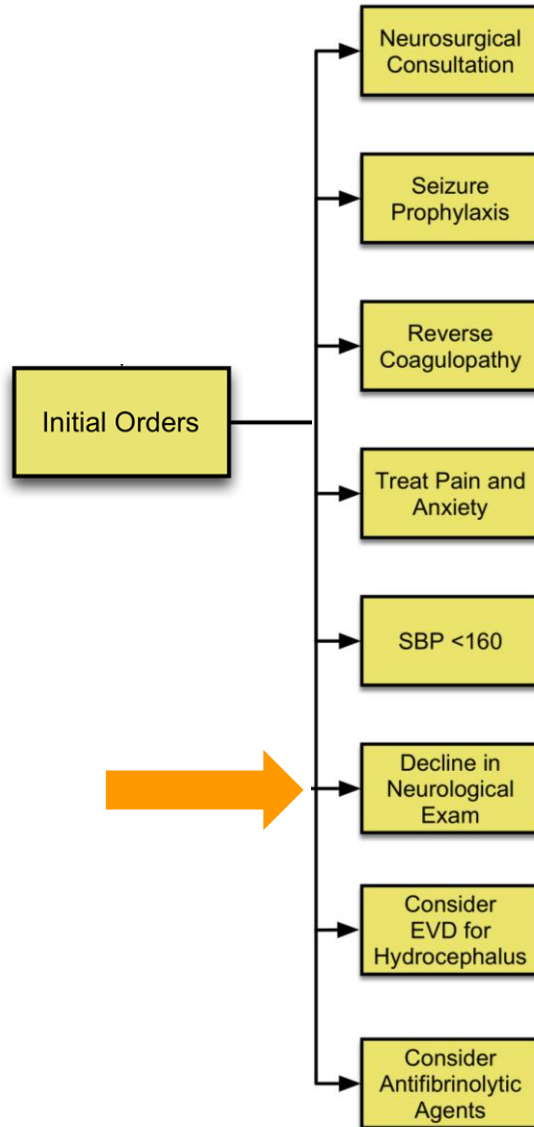 Neurosurgical
Consultation
Seizure
Prophylaxis
Reverse
Coagulopathy
Initial Orders
Treat Pain and
Anxiety
SBP <160
Decline in
Neurological
Exam
Consider
EVD for
Hydrocephalus
Consider
Antifibrinolytic
Agents